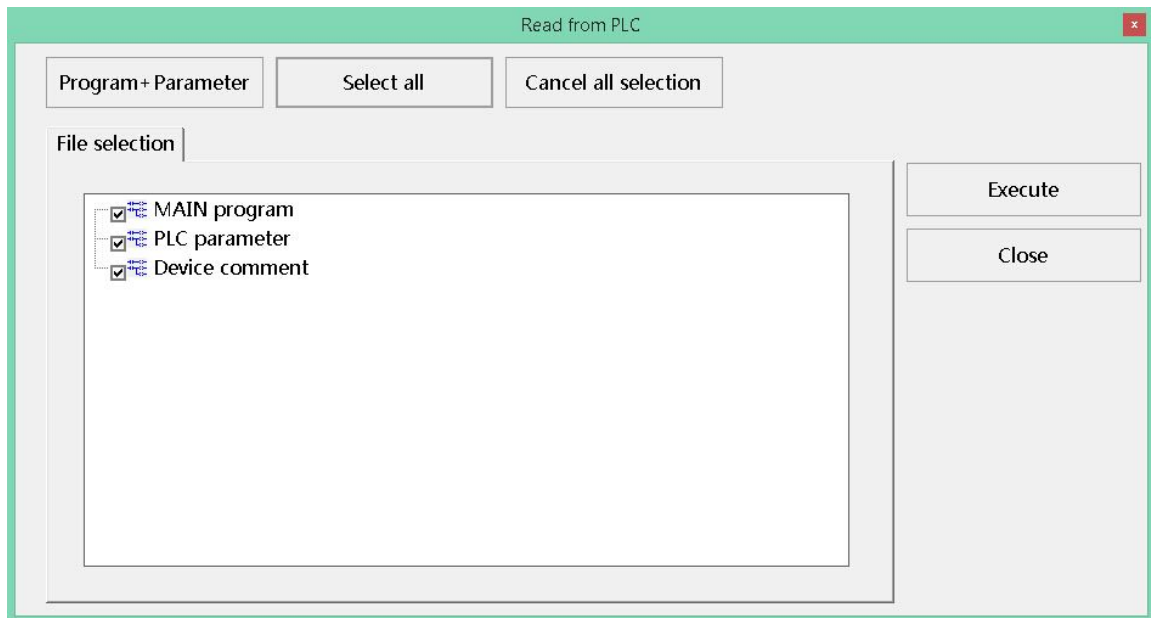 Read from PLC
x
Program+Parameter
Select all
Cancel all selection
File selection
MAIN program
PLC parameter
Device comment
Execute
Close